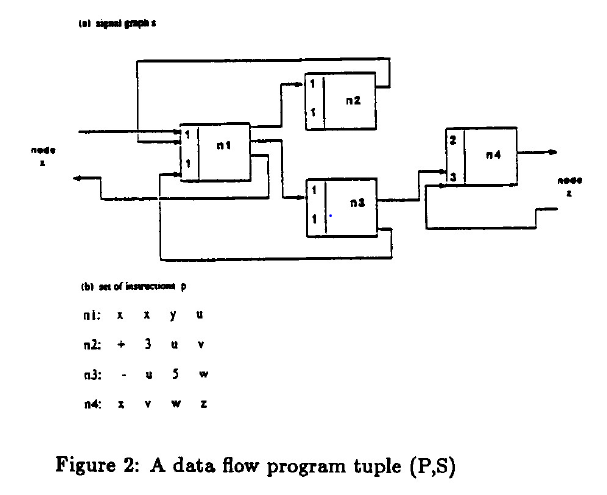 (a) signal graph s
1
n2
1
1
n1
2
n4
node
x
1
3
node
z
1
n3
1
(b) set of instructions p
n1: x x y u
n2: + 3 u v
n3: - u 5 w
n4: x v w z
Figure 2: A data flow program tuple (P,S)